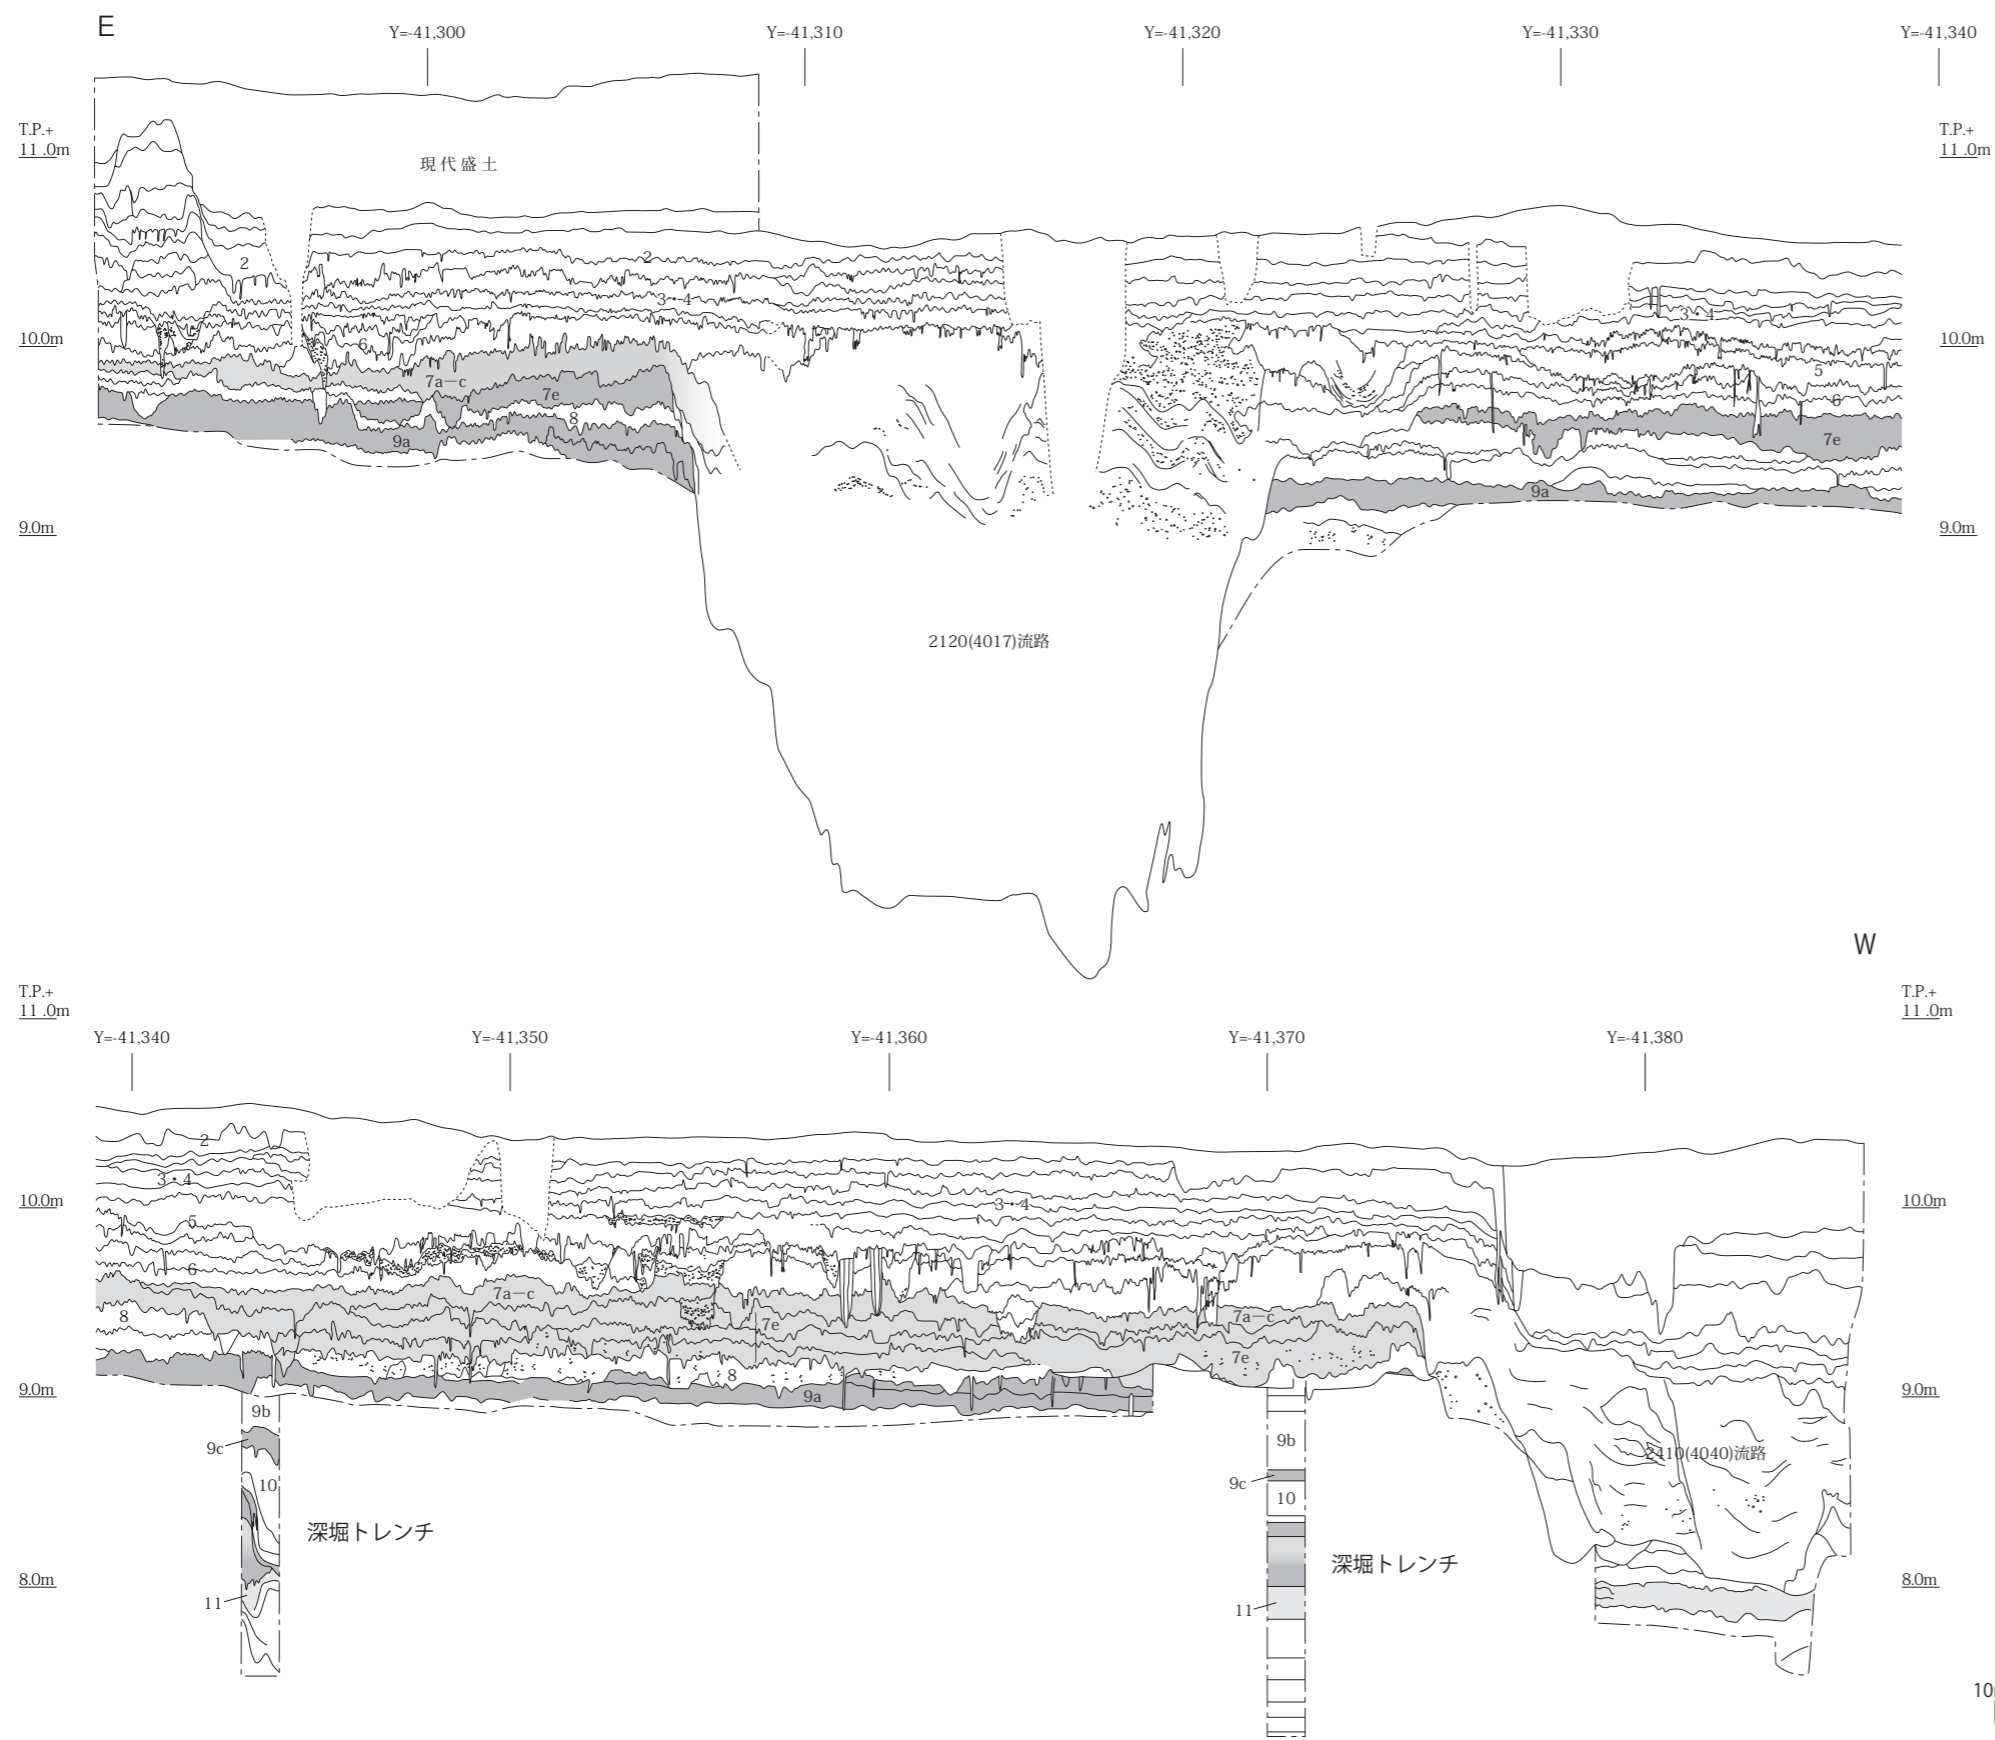 E
Y=-41,300 Y=-41,310 Y=-41,320 Y=-41,330 Y=-41,340
T.P.+ T.P.+
11.0m 11.0m
現代盛土
2 2
3・4 3・4
10.0m 10.0m
6 5
7a−c 6
7e 7e
8
9a 9a
9.0m 9.0m
2120(4017)流路
W
T.P.+ T.P.+
11.0m 11.0m
Y=-41,340 Y=-41,350 Y=-41,360 Y=-41,370 Y=-41,380
2
3・4 3・4
10.0m 10.0m
5
6
7a−c 7a−c
8 7e 7e
8
9.0m 9a 9.0m
9b 9b
9c 2410(4040)流路
9c
10 10
深堀トレンチ 深堀トレンチ
8.0m 8.0m
11 11